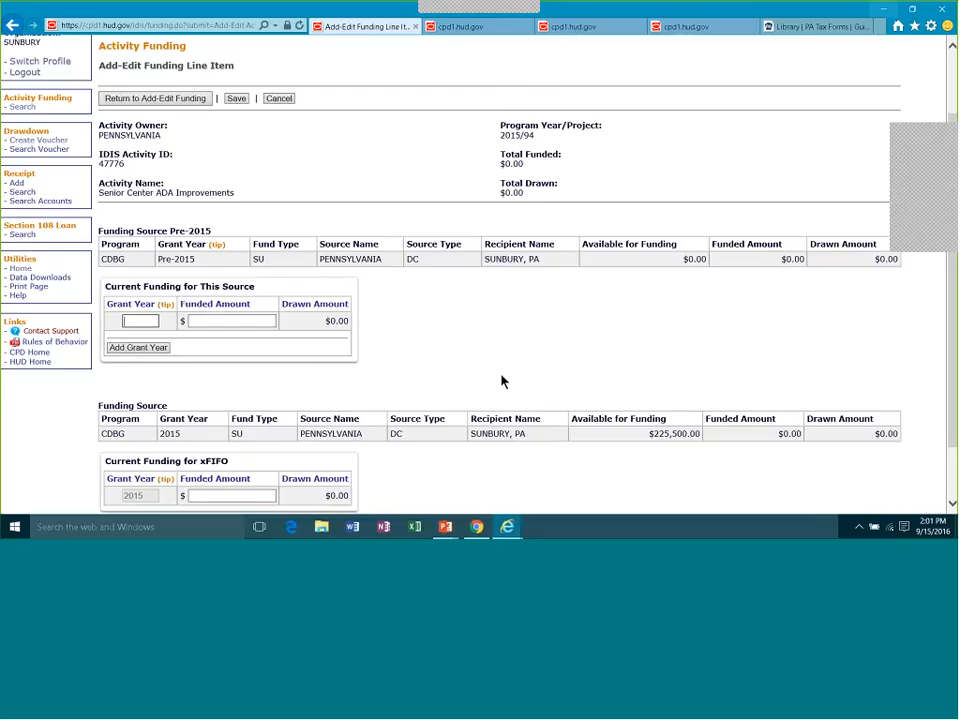 https://cpd1.hud.gov/idis/funding.do?submit=Add-Edit Ac
Add-Edit Funding Line It...
cpd1.hud.gov
cpd1.hud.gov
cpd1.hud.gov
Library | PA Tax Forms | Gui...
SUNBURY
- Switch Profile
- Logout
Activity Funding
- Search
Drawdown
- Create Voucher
- Search Voucher
Receipt
- Add
- Search
- Search Accounts
Section 108 Loan
- Search
Utilities
- Home
- Data Downloads
- Print Page
- Help
Links
- Contact Support
- Rules of Behavior
- CPD Home
- HUD Home
Activity Funding
Add-Edit Funding Line Item
Return to Add-Edit Funding | Save | Cancel
Activity Owner:
PENNSYLVANIA
Program Year/Project:
2015/94
IDIS Activity ID:
47776
Total Funded:
$0.00
Activity Name:
Senior Center ADA Improvements
Total Drawn:
$0.00
Funding Source Pre-2015
Program Grant Year (tip) Fund Type Source Name Source Type Recipient Name Available for Funding Funded Amount Drawn Amount
CDBG Pre-2015 SU PENNSYLVANIA DC SUNBURY, PA $0.00 $0.00 $0.00
Current Funding for This Source
Grant Year (tip) Funded Amount Drawn Amount
$ $0.00
Add Grant Year
Funding Source
Program Grant Year Fund Type Source Name Source Type Recipient Name Available for Funding Funded Amount Drawn Amount
CDBG 2015 SU PENNSYLVANIA DC SUNBURY, PA $225,500.00 $0.00 $0.00
Current Funding for xFIFO
Grant Year (tip) Funded Amount Drawn Amount
2015 $ $0.00
Search the web and Windows
2:01 PM
9/15/2016